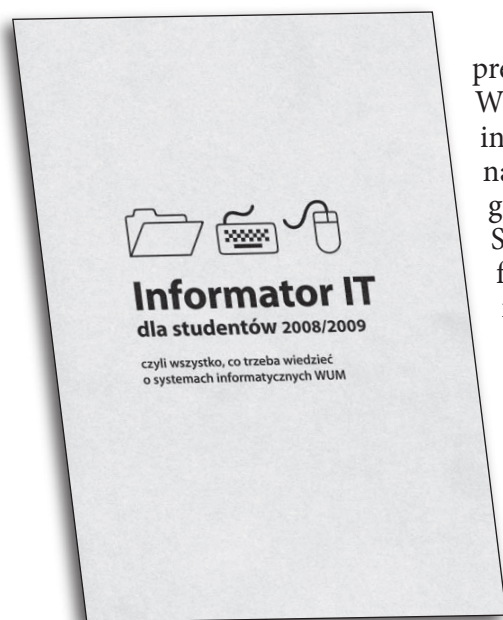 Informator IT
dla studentów 2008/2009
czyli wszystko, co trzeba wiedzieć
o systemach informatycznych WUM